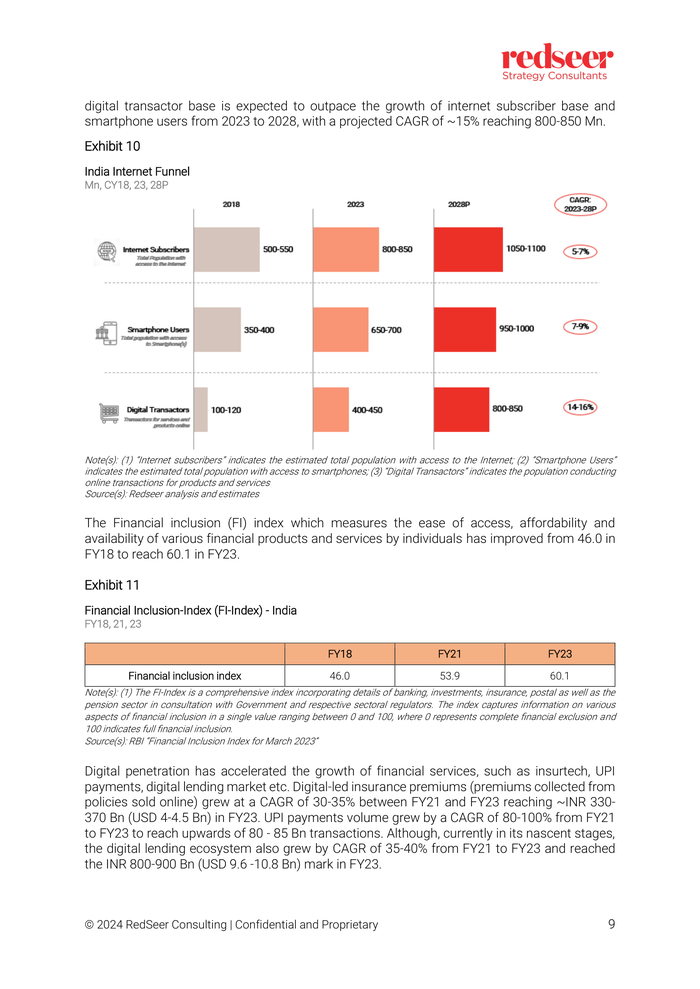 redseer
Strategy Consultants
digital transactor base is expected to outpace the growth of internet subscriber base and
smartphone users from 2023 to 2028, with a projected CAGR of ~15% reaching 800-850 Mn.
Exhibit 10
India Internet Funnel
Mn, CY18, 23, 28P
2018 2023 2028P CAGR:
2023-28P
Internet Subscribers 500-550 800-850 1050-1100 5-7%
Total Population with
access to the Internet
Smartphone Users 350-400 650-700 950-1000 7-9%
Total population with access
to Smartphone(s)
Digital Transactors 100-120 400-450 800-850 14-16%
Transactors for services and
products online
Note(s): (1) "Internet subscribers" indicates the estimated total population with access to the Internet; (2) "Smartphone Users"
indicates the estimated total population with access to smartphones; (3) "Digital Transactors" indicates the population conducting
online transactions for products and services
Source(s): Redseer analysis and estimates
The Financial inclusion (FI) index which measures the ease of access, affordability and
availability of various financial products and services by individuals has improved from 46.0 in
FY18 to reach 60.1 in FY23.
Exhibit 11
Financial Inclusion-Index (FI-Index) - India
FY18, 21, 23
FY18 FY21 FY23
Financial inclusion index 46.0 53.9 60.1
Note(s): (1) The FI-Index is a comprehensive index incorporating details of banking, investments, insurance, postal as well as the
pension sector in consultation with Government and respective sectoral regulators. The index captures information on various
aspects of financial inclusion in a single value ranging between 0 and 100, where 0 represents complete financial exclusion and
100 indicates full financial inclusion.
Source(s): RBI "Financial Inclusion Index for March 2023"
Digital penetration has accelerated the growth of financial services, such as insurtech, UPI
payments, digital lending market etc. Digital-led insurance premiums (premiums collected from
policies sold online) grew at a CAGR of 30-35% between FY21 and FY23 reaching ~INR 330-
370 Bn (USD 4-4.5 Bn) in FY23. UPI payments volume grew by a CAGR of 80-100% from FY21
to FY23 to reach upwards of 80 - 85 Bn transactions. Although, currently in its nascent stages,
the digital lending ecosystem also grew by CAGR of 35-40% from FY21 to FY23 and reached
the INR 800-900 Bn (USD 9.6 -10.8 Bn) mark in FY23.
© 2024 RedSeer Consulting | Confidential and Proprietary 9